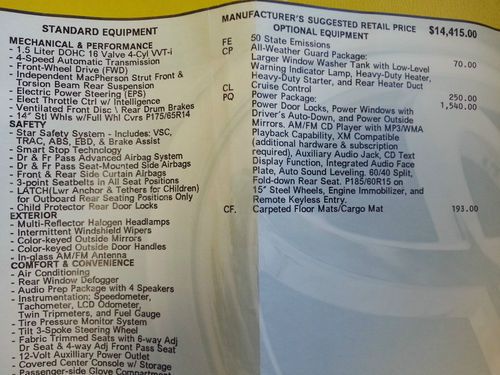 STANDARD EQUIPMENT
MECHANICAL & PERFORMANCE
- 1.5 Liter DOHC 16 Valve 4-Cyl VVT-i
- 4-Speed Automatic Transmission
- Front-Wheel Drive (FWD)
- Independent MacPherson Strut Front &
Torsion Beam Rear Suspension
- Electric Power Steering (EPS)
- Elect Throttle Ctrl w/ Intelligence
- Ventilated Front Disc \ Rear Drum Brakes
- 14" Stl Whls w/Full Whl Cvrs P175/65R14
SAFETY
- Star Safety System - Includes: VSC,
TRAC, ABS, EBD, & Brake Assist
- Smart Stop Technology
- Dr & Fr Pass Advanced Airbag System
- Dr & Fr Pass Seat-Mounted Side Airbags
- Front & Rear Side Curtain Airbags
- 3-point Seatbelts in All Seat Positions
- LATCH(Lwr Anchor & Tethers for Children)
for Outboard Rear Seating Positions Only
- Child Protector Rear Door Locks
EXTERIOR
- Multi-Reflector Halogen Headlamps
- Intermittent Windshield Wipers
- Color-keyed Outside Mirrors
- Color-keyed Outside Door Handles
- In-glass AM/FM Antenna
COMFORT & CONVENIENCE
- Air Conditioning
- Rear Window Defogger
- Audio Prep Package with 4 Speakers
- Instrumentation: Speedometer,
Tachometer, LCD Odometer,
Twin Tripmeters, and Fuel Gauge
- Tire Pressure Monitor System
- Tilt 3-Spoke Steering Wheel
- Fabric Trimmed Seats with 6-way Adj
Dr Seat & 4-way Adj Front Pass Seat
- 12-Volt Auxilliary Power Outlet
- Covered Center Console w/ Storage
- Passenger-side Glove Compartment
MANUFACTURER'S SUGGESTED RETAIL PRICE $14,415.00
OPTIONAL EQUIPMENT
FE 50 State Emissions
CP All-Weather Guard Package: 70.00
Larger Window Washer Tank with Low-Level
Warning Indicator Lamp, Heavy-Duty Heater,
Heavy-Duty Starter, and Rear Heater Duct
CL Cruise Control 250.00
PQ Power Package: 1,540.00
Power Door Locks, Power Windows with
Driver's Auto-Down, and Power Outside
Mirrors, AM/FM CD Player with MP3/WMA
Playback Capability, XM Compatible
(additional hardware & subscription
required), Auxiliary Audio Jack, CD Text
Display Function, Integrated Audio Face
Plate, Auto Sound Leveling. 60/40 Split,
Fold-down Rear Seat. P185/60R15 on
15" Steel Wheels, Engine Immobilizer, and
Remote Keyless Entry.
CF. Carpeted Floor Mats/Cargo Mat 193.00